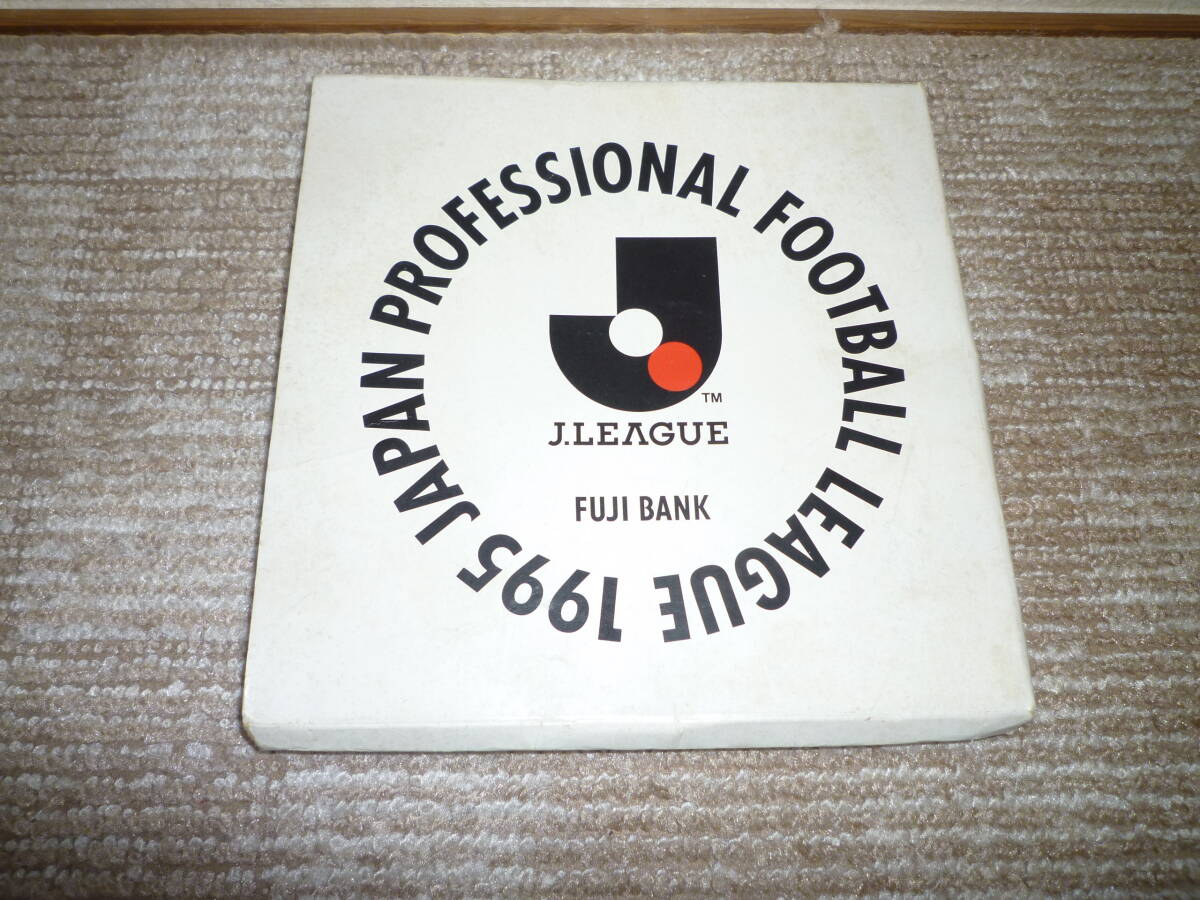 JAPAN PROFESSIONAL FOOTBALL LEAGUE 1995
TM
J.LEAGUE
FUJI BANK